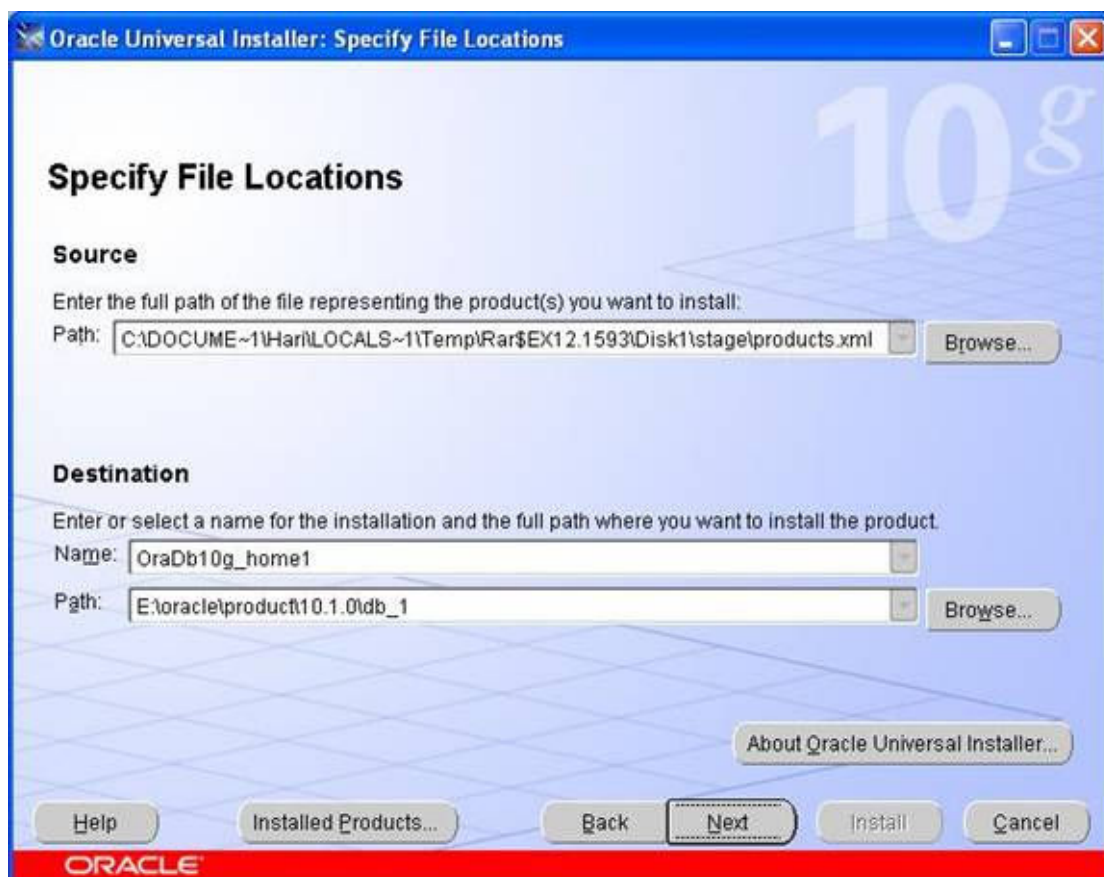 Oracle Universal Installer: Specify File Locations
10g
Specify File Locations
Source
Enter the full path of the file representing the product(s) you want to install:
Path: C:\DOCUME~1\Hari\LOCALS~1\Temp\Rar$EX12.1593\Disk1\stage\products.xml Browse...
Destination
Enter or select a name for the installation and the full path where you want to install the product.
Name: OraDb10g_home1
Path: E:\oracle\product\10.1.0\db_1 Browse...
About Oracle Universal Installer...
Help Installed Products... Back Next Install Cancel
ORACLE